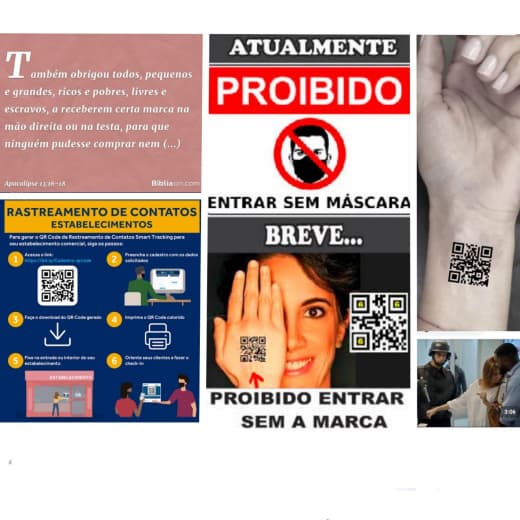 Também obrigou todos, pequenos
e grandes, ricos e pobres, livres e
escravos, a receberem certa marca na
mão direita ou na testa, para que
ninguém pudesse comprar nem (...)
Apocalipse 13:16-18
Bibliaon.com
RASTREAMENTO DE CONTATOS
ESTABELECIMENTOS
Para gerar o QR Code de Rastreamento de Contatos Smart Tracking para
seu estabelecimento comercial, siga os passos:
1
Acesse o link:
2
Preencha o cadastro com os dados
solicitados
3
Faça o download do QR Code gerado
4
Imprima o QR Code colorido
5
Fixe na entrada ou interior do seu
estabelecimento
6
Oriente seus clientes a fazer o
check-in
ESTABELECIMENTO
ATUALMENTE
PROIBIDO
ENTRAR SEM MÁSCARA
BREVE...
PROIBIDO ENTRAR
SEM A MARCA
3:06